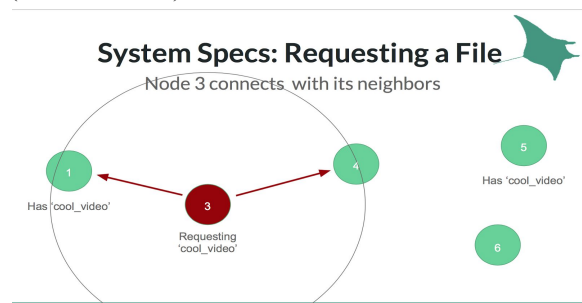 System Specs: Requesting a File
Node 3 connects with its neighbors
1
4
5
3
Has 'cool_video'
Has 'cool_video'
Requesting
'cool_video'
6